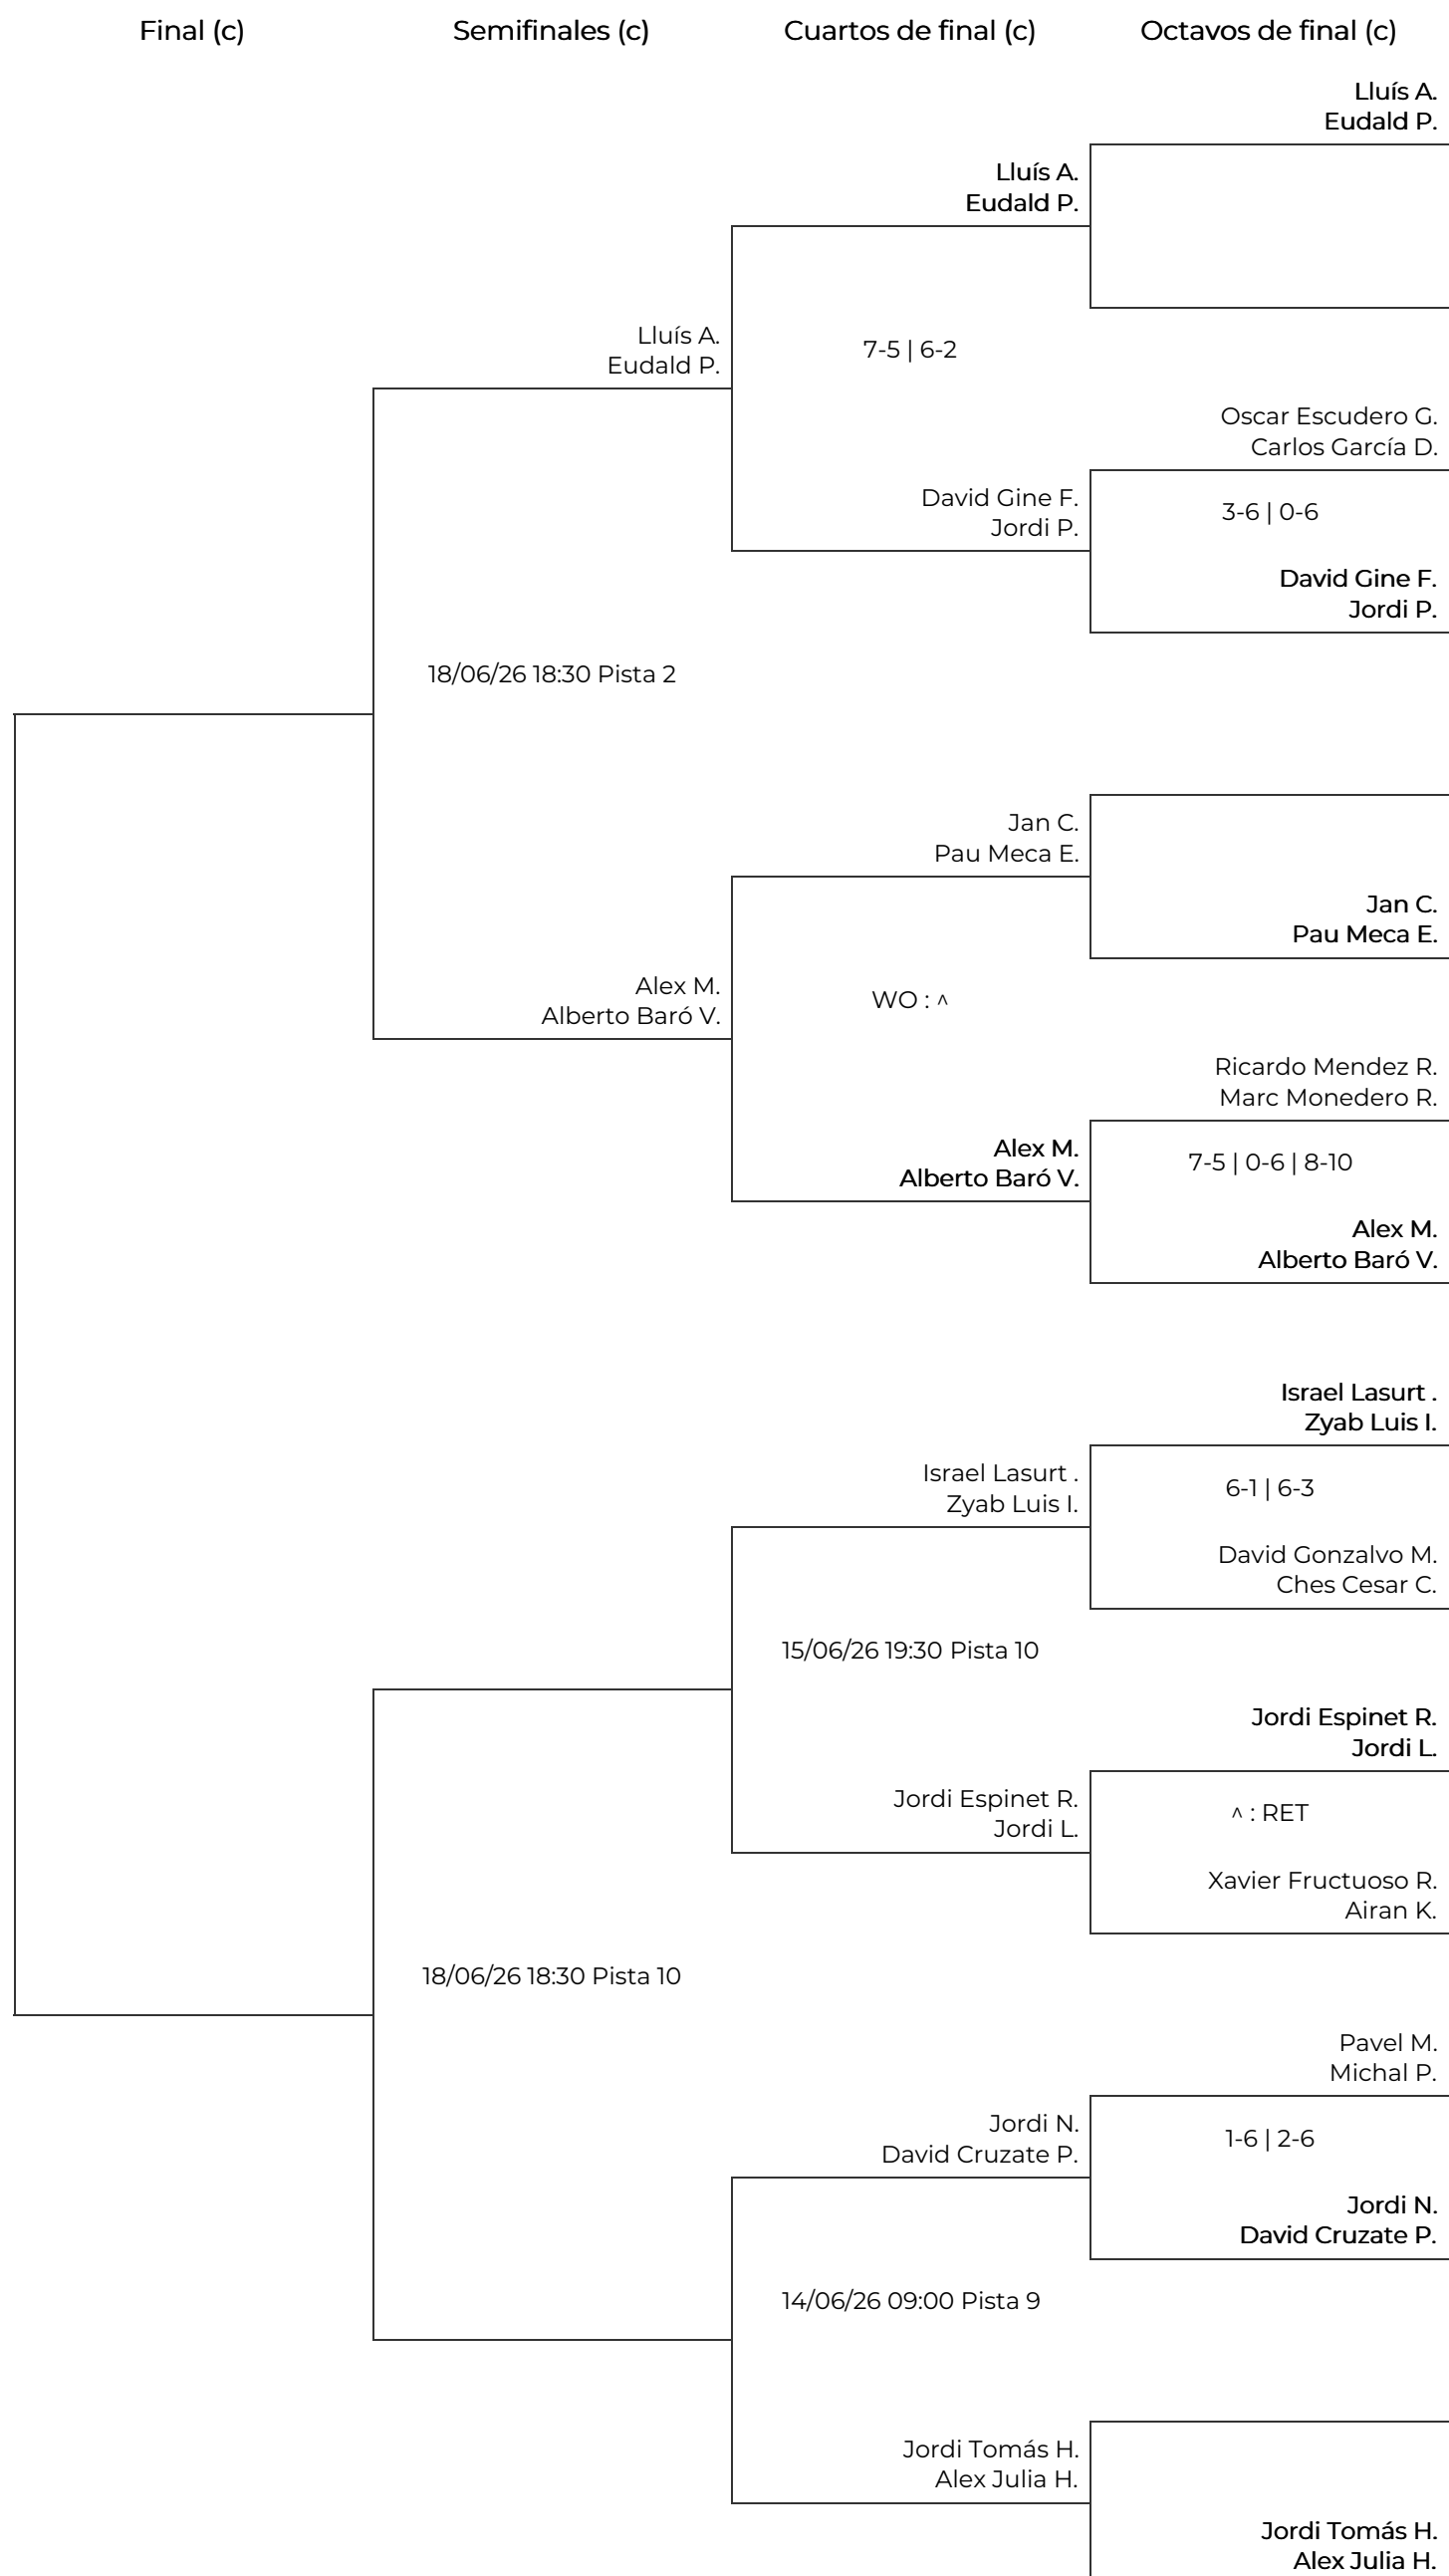 Final (c)
Semifinales (c)
Cuartos de final (c)
Octavos de final (c)
Lluís A.
Eudald P.
Lluís A.
Eudald P.
Lluís A.
Eudald P.
7-5 | 6-2
Oscar Escudero G.
Carlos García D.
David Gine F.
Jordi P.
3-6 | 0-6
David Gine F.
Jordi P.
18/06/26 18:30 Pista 2
Jan C.
Pau Meca E.
Jan C.
Pau Meca E.
Alex M.
Alberto Baró V.
WO : ^
Ricardo Mendez R.
Marc Monedero R.
Alex M.
Alberto Baró V.
7-5 | 0-6 | 8-10
Alex M.
Alberto Baró V.
Israel Lasurt .
Zyab Luis I.
Israel Lasurt .
Zyab Luis I.
6-1 | 6-3
David Gonzalvo M.
Ches Cesar C.
15/06/26 19:30 Pista 10
Jordi Espinet R.
Jordi L.
Jordi Espinet R.
Jordi L.
^ : RET
Xavier Fructuoso R.
Airan K.
18/06/26 18:30 Pista 10
Pavel M.
Michal P.
Jordi N.
David Cruzate P.
1-6 | 2-6
Jordi N.
David Cruzate P.
14/06/26 09:00 Pista 9
Jordi Tomás H.
Alex Julia H.
Jordi Tomás H.
Alex Julia H.